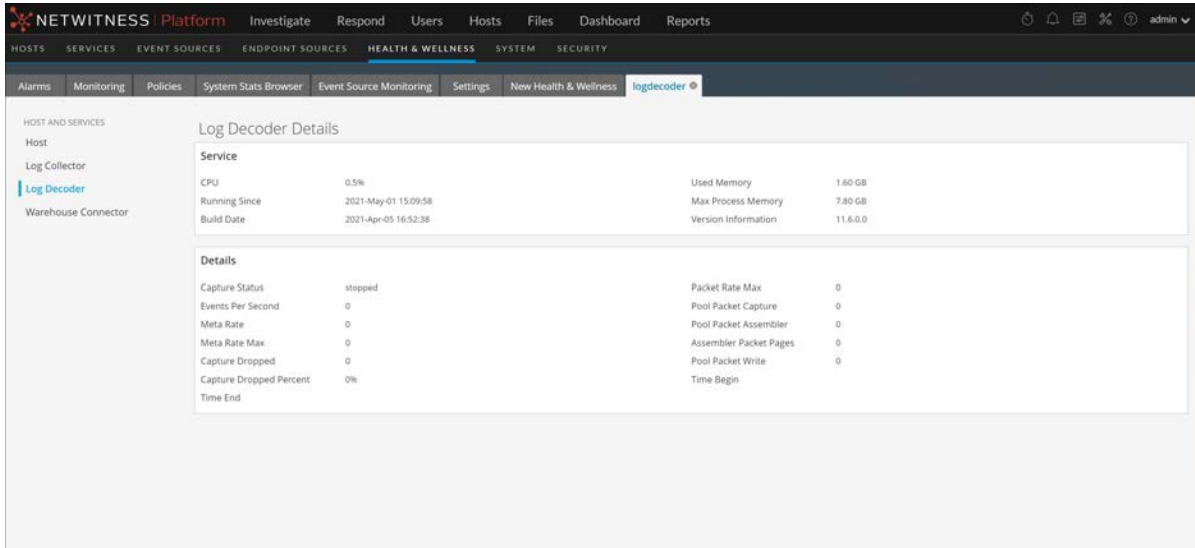 NETWITNESS Platform Investigate Respond Users Hosts Files Dashboard Reports admin
HOSTS SERVICES EVENT SOURCES ENDPOINT SOURCES HEALTH & WELLNESS SYSTEM SECURITY
Alarms Monitoring Policies System Stats Browser Event Source Monitoring Settings New Health & Wellness logdecoder
HOST AND SERVICES
Host
Log Collector
Log Decoder
Warehouse Connector
Log Decoder Details
Service
CPU 0.5% Used Memory 1.60 GB
Running Since 2021-May-01 15:09:58 Max Process Memory 7.80 GB
Build Date 2021-Apr-05 16:52:38 Version Information 11.6.0.0
Details
Capture Status stopped Packet Rate Max 0
Events Per Second 0 Pool Packet Capture 0
Meta Rate 0 Pool Packet Assembler 0
Meta Rate Max 0 Assembler Packet Pages 0
Capture Dropped 0 Pool Packet Write 0
Capture Dropped Percent 0% Time Begin
Time End